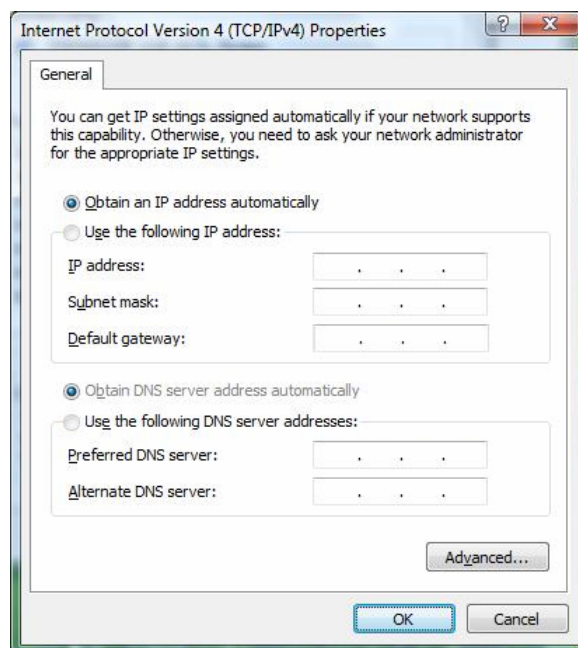 Internet Protocol Version 4 (TCP/IPv4) Properties
General
You can get IP settings assigned automatically if your network supports
this capability. Otherwise, you need to ask your network administrator
for the appropriate IP settings.
Obtain an IP address automatically
Use the following IP address:
IP address:
Subnet mask:
Default gateway:
Obtain DNS server address automatically
Use the following DNS server addresses:
Preferred DNS server:
Alternate DNS server:
Advanced...
OK Cancel